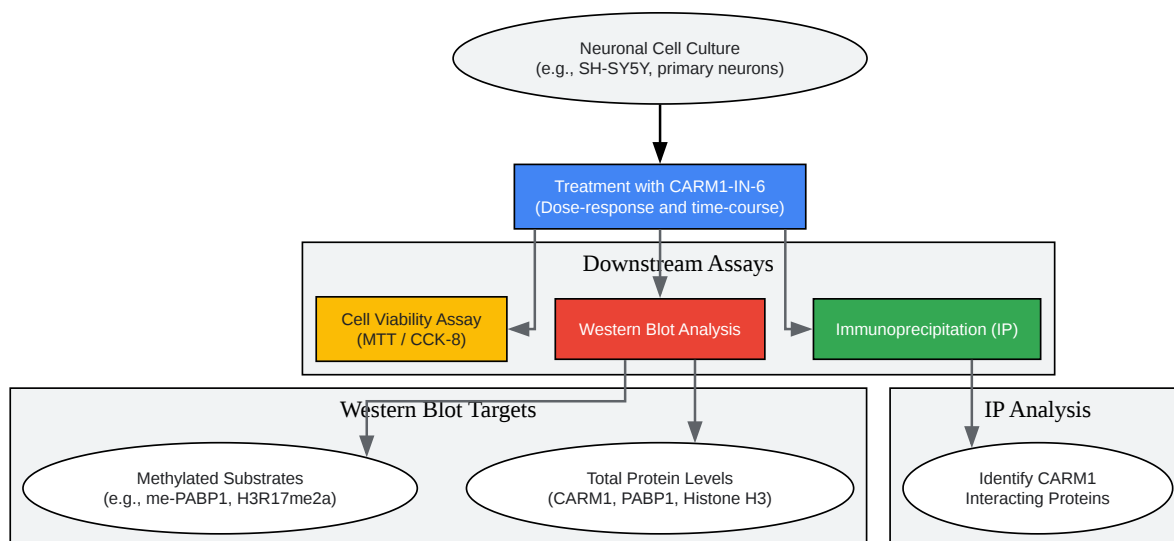 Neuronal Cell Culture
(e.g., SH-SY5Y, primary neurons)
Treatment with CARM1-IN-6
(Dose-response and time-course)
Downstream Assays
Cell Viability Assay
(MTT / CCK-8)
Western Blot Analysis
Immunoprecipitation (IP)
Western Blot Targets
IP Analysis
Methylated Substrates
(e.g., me-PABP1, H3R17me2a)
Total Protein Levels
(CARM1, PABP1, Histone H3)
Identify CARM1
Interacting Proteins